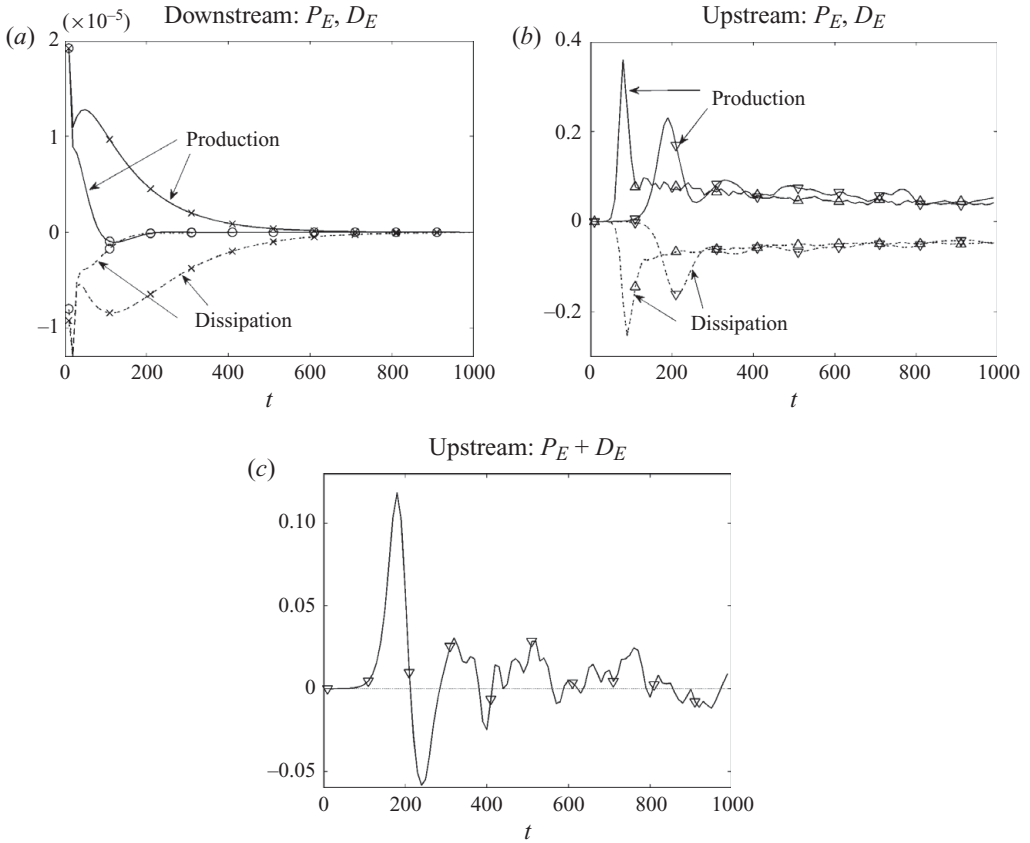 Downstream: P_E, D_E
(a)
(×10⁻⁵)
2
1
0
−1
Production
Dissipation
0
200
400
600
800
1000
t
Upstream: P_E, D_E
(b)
0.4
0.2
0
−0.2
Production
Dissipation
0
200
400
600
800
1000
t
Upstream: P_E + D_E
(c)
0.10
0.05
0
−0.05
0
200
400
600
800
1000
t